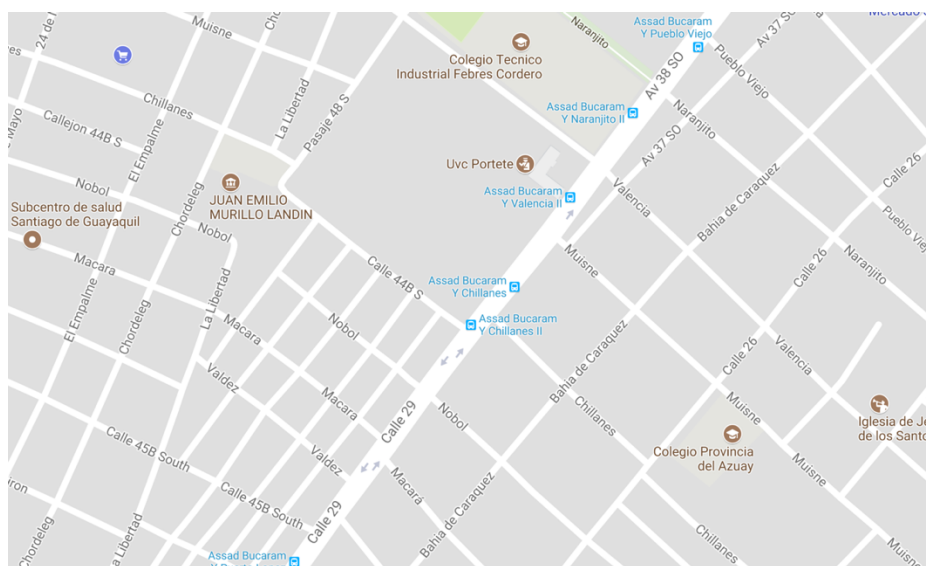 Muisne
24 de
Mayo
Chillanes
Callejon 44B S
El Empalme
Nobol
Chordeleg
Nobol
La Libertad
Pasaje 48 S
JUAN EMILIO
MURILLO LANDIN
Subcentro de salud
Santiago de Guayaquil
Macara
El Empalme
Chordeleg
La Libertad
Macara
Valdez
Nobol
Macara
Valdez
Calle 45B South
Calle 45B South
Chordeleg
La Libertad
Calle 44B S
Colegio Tecnico
Industrial Febres Cordero
Naranjito
Assad Bucaram
Y Pueblo Viejo
Av 38 SO
Av 37 SO
Pueblo Viejo
Assad Bucaram
Y Naranjito II
Naranjito
Av 37 SO
Uvc Portete
Assad Bucaram
Y Valencia II
Valencia
Bahia de Caraquez
Calle 26
Pueblo Viejo
Naranjito
Muisne
Calle 26
Assad Bucaram
Y Chillanes
Assad Bucaram
Y Chillanes II
Bahia de Caraquez
Calle 26
Valencia
Calle 29
Nobol
Chillanes
Muisne
Colegio Provincia
del Azuay
Iglesia de Je
de los Santo
Muisne
Macará
Bahia de Caraquez
Chillanes
Calle 29
Assad Bucaram